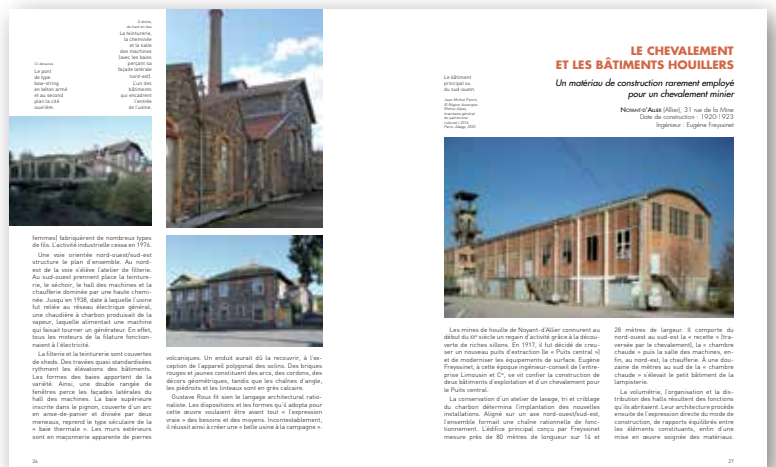 À droite,
de haut en bas
La teinturerie,
la cheminée
et la salle
des machines
(avec les baies
perçant sa
façade latérale
nord-est).
L'un des
bâtiments
qui encadrent
l'entrée
de l'usine.
Ci-dessous
Le pont
de type
bow-string
en béton armé
et au second
plan la cité
ouvrière.
femmes) fabriquèrent de nombreux types
de fils. L'activité industrielle cessa en 1976.
Une voie orientée nord-ouest/sud-est
structure le plan d'ensemble. Au nord-
est de la voie s'élève l'atelier de filterie.
Au sud-ouest prennent place la teinture-
rie, le séchoir, le hall des machines et la
chaufferie dominée par une haute chemi-
née. Jusqu'en 1938, date à laquelle l'usine
fut reliée au réseau électrique général,
une chaudière à charbon produisait de la
vapeur, laquelle alimentait une machine
qui faisait tourner un générateur. En effet,
tous les moteurs de la filature fonction-
naient à l'électricité.
La filterie et la teinturerie sont couvertes
de sheds. Des travées quasi standardisées
rythment les élévations des bâtiments.
Les formes des baies apportent de la
variété. Ainsi, une double rangée de
fenêtres perce les façades latérales du
hall des machines. La baie supérieure
inscrite dans le pignon, couverte d'un arc
en anse-de-panier et divisée par deux
meneaux, reprend le type séculaire de la
« baie thermale ». Les murs extérieurs
sont en maçonnerie apparente de pierres
volcaniques. Un enduit aurait dû la recouvrir, à l'ex-
ception de l'appareil polygonal des solins. Des briques
rouges et jaunes constituent des arcs, des cordons, des
décors géométriques, tandis que les chaînes d'angle,
les piédroits et les linteaux sont en grès calcaire.
Gustave Roux fit sien le langage architectural ratio-
naliste. Les dispositions et les formes qu'il adopta pour
cette œuvre voulaient être avant tout « l'expression
vraie » des besoins et des moyens. Incontestablement,
il réussit ainsi à créer une « belle usine à la campagne ».
26
LE CHEVALEMENT
ET LES BÂTIMENTS HOUILLERS
Un matériau de construction rarement employé
pour un chevalement minier
NOYANT-D'ALLIER (Allier), 31 rue de la Mine
Date de construction : 1920-1923
Ingénieur : Eugène Freyssinet
Le bâtiment
principal vu
du sud-ouest.
Les mines de houille de Noyant-d'Allier connurent au
début du XXe siècle un regain d'activité grâce à la décou-
verte de riches sillons. En 1917, il fut décidé de creu-
ser un nouveau puits d'extraction (le « Puits central »)
et de moderniser les équipements de surface. Eugène
Freyssinet, à cette époque ingénieur-conseil de l'entre-
prise Limousin et Cie, se vit confier la construction de
deux bâtiments d'exploitation et d'un chevalement pour
le Puits central.
La conservation d'un atelier de lavage, tri et criblage
du charbon détermina l'implantation des nouvelles
installations. Aligné sur un axe nord-ouest/sud-est,
l'ensemble formait une chaîne rationnelle de fonc-
tionnement. L'édifice principal conçu par Freyssinet
mesure près de 80 mètres de longueur sur 14 et
28 mètres de largeur. Il comporte du
nord-ouest au sud-est la « recette » (tra-
versée par le chevalement), la « chambre
chaude » puis la salle des machines, en-
fin, au nord-est, la chaufferie. À une dou-
zaine de mètres au sud de la « chambre
chaude » s'élevait le petit bâtiment de la
lampisterie.
La volumétrie, l'organisation et la dis-
tribution des halls résultent des fonctions
qu'ils abritaient. Leur architecture procède
ensuite de l'expression directe du mode de
construction, de rapports équilibrés entre
les éléments constituants, enfin d'une
mise en œuvre soignée des matériaux.
27